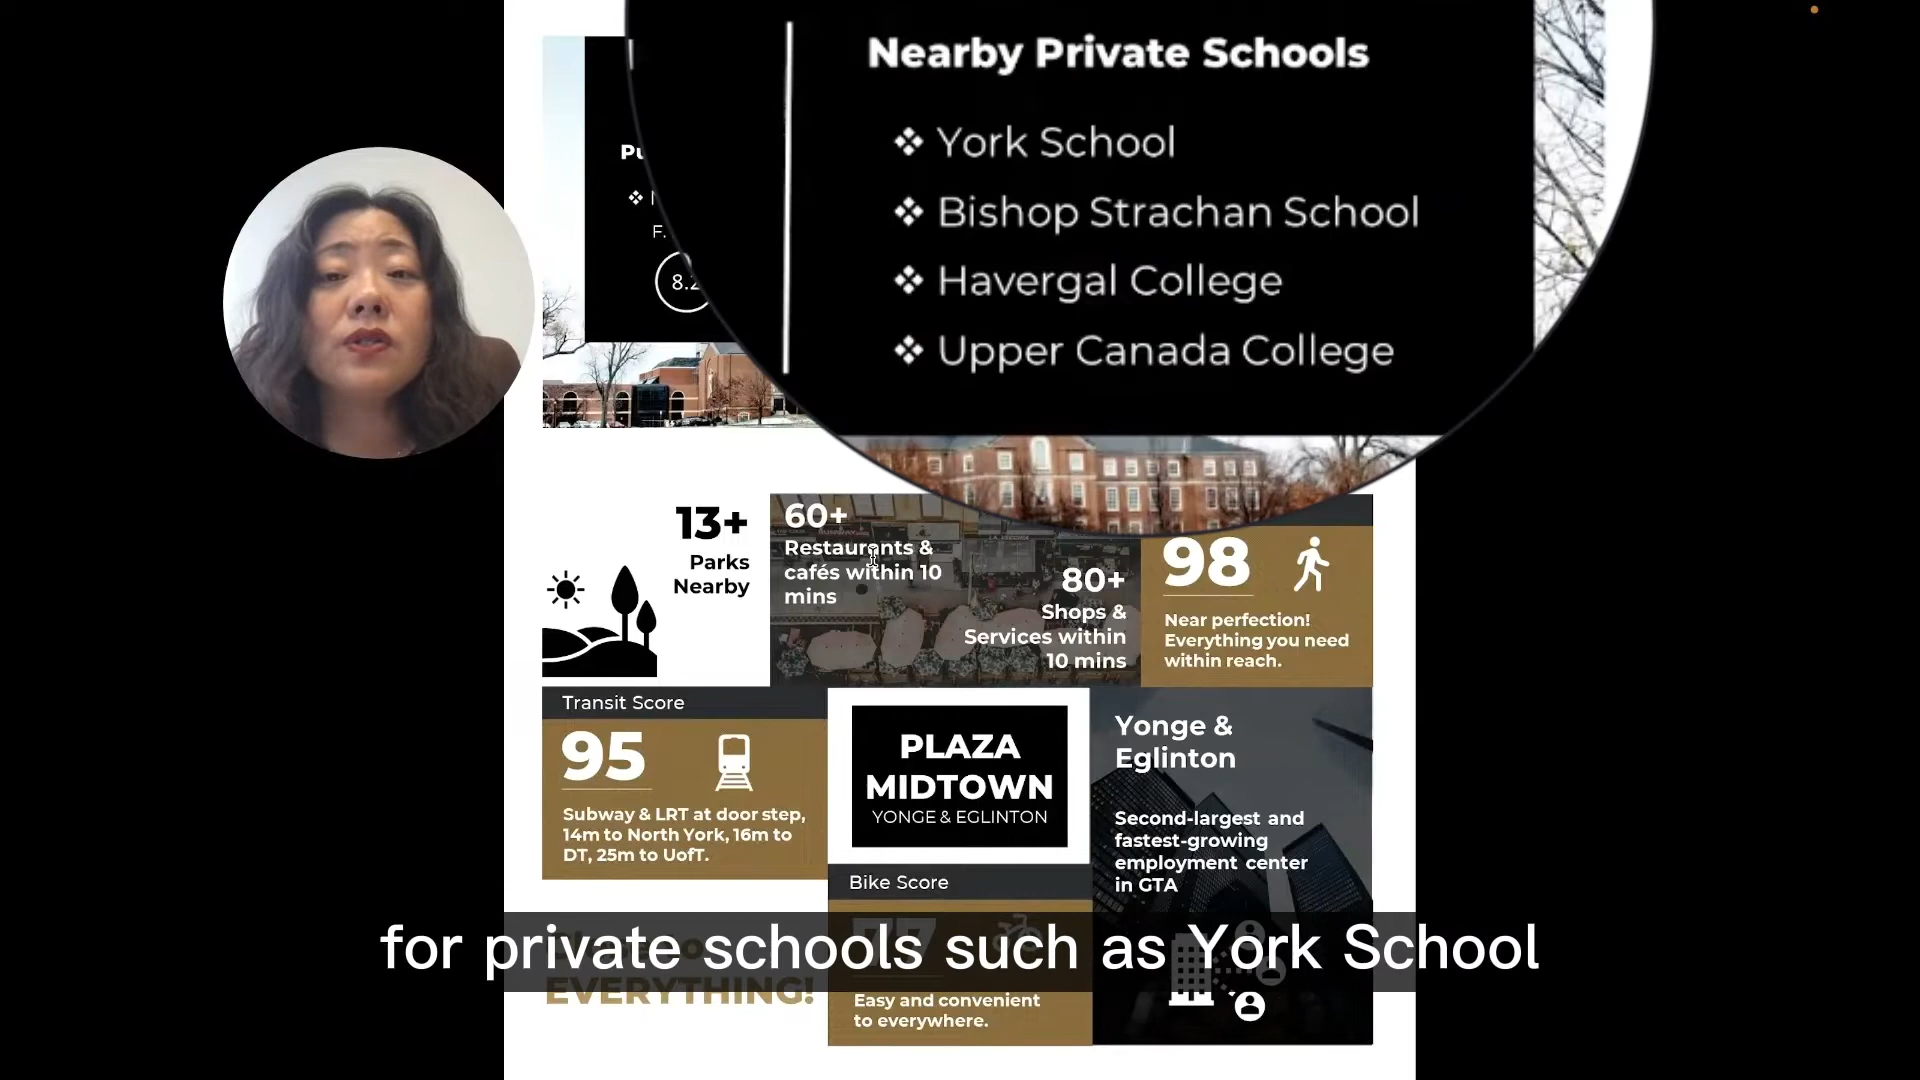 Nearby Private Schools
❖ York School
❖ Bishop Strachan School
❖ Havergal College
❖ Upper Canada College
F.
13+
Parks
Nearby
60+
Restaurants &
cafés within 10
mins
80+
Shops &
Services within
10 mins
98
Near perfection!
Everything you need
within reach.
Transit Score
95
Subway & LRT at door step,
14m to North York, 16m to
DT, 25m to UofT.
PLAZA
MIDTOWN
YONGE & EGLINTON
Yonge &
Eglinton
Second-largest and
fastest-growing
employment center
in GTA
Bike Score
77
for private schools such as York School
EVERYTHING!
Easy and convenient
to everywhere.